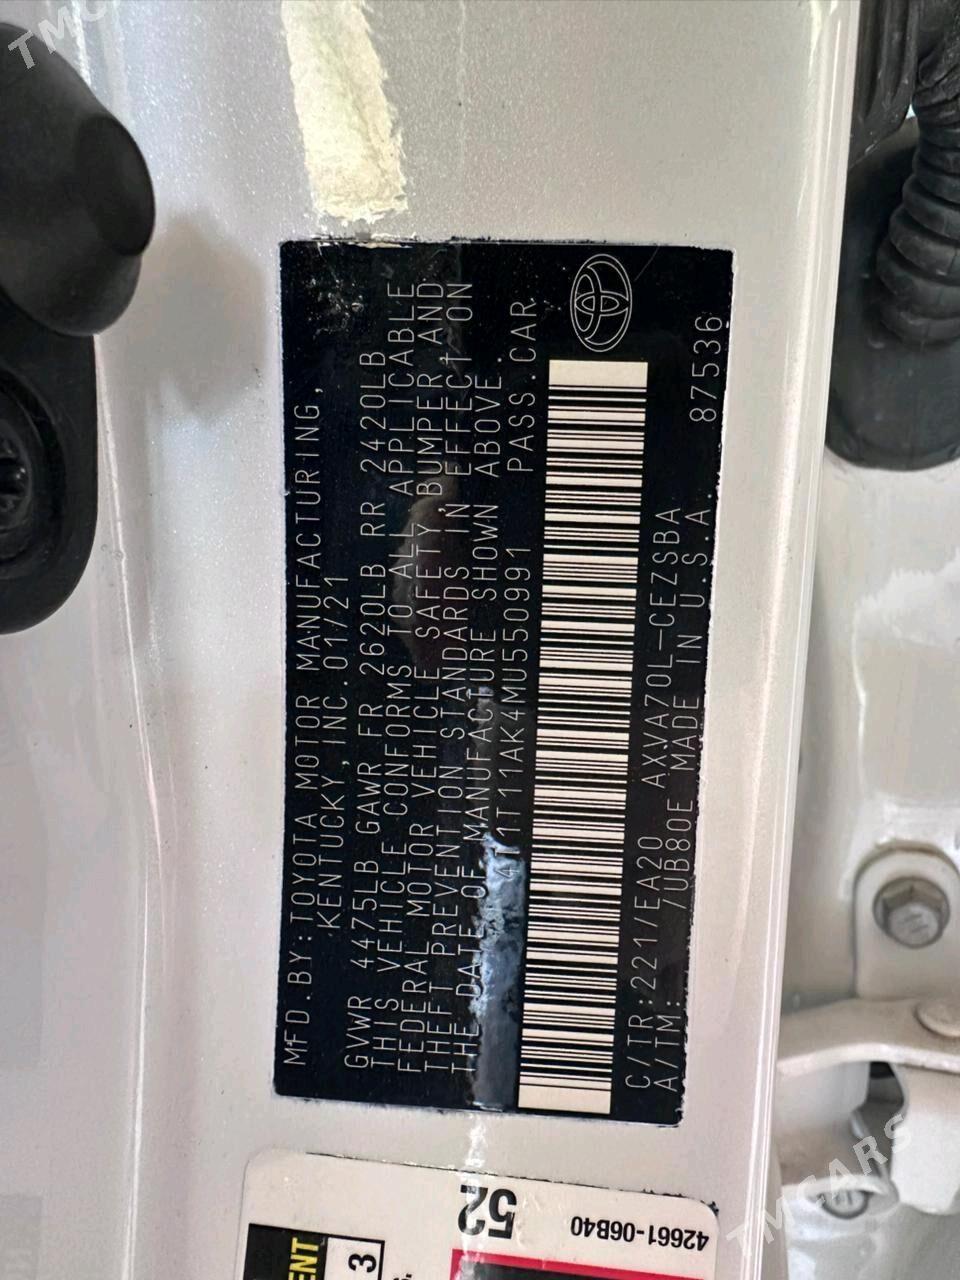 MFD.BY:TOYOTA MOTOR MANUFACTURING,
KENTUCKY,INC.01/21
GVWR 4475LB GAWR FR 2620LB RR 2420LB
THIS VEHICLE CONFORMS TO ALL APPLICABLE
FEDERAL MOTOR VEHICLE SAFETY,BUMPER AND
THEFT PREVENTION STANDARDS IN EFFECT ON
THE DATE OF MANUFACTURE SHOWN ABOVE.
4T1T11AK4MU550991 PASS.CAR
C/TR:221/EA20 AXVA70L-CEZSBA
A/TM: /UB80E MADE IN U.S.A. 87536
52
42661-06B40
3
TMCARS